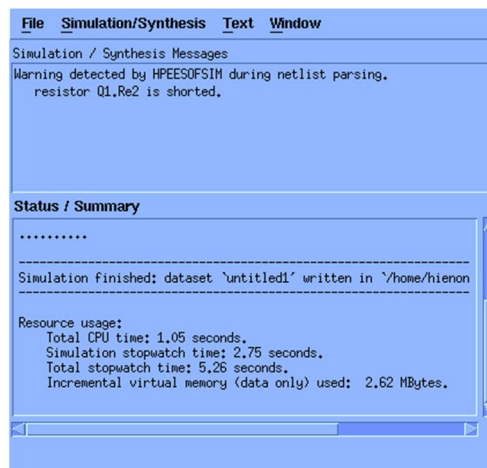 File Simulation/Synthesis Text Window
Simulation / Synthesis Messages
Warning detected by HPEESOFSIM during netlist parsing.
resistor Q1.Re2 is shorted.
Status / Summary
..........
--------------------------------------------------------------
Simulation finished: dataset `untitled1' written in `/home/hienon
--------------------------------------------------------------
Resource usage:
Total CPU time: 1.05 seconds.
Simulation stopwatch time: 2.75 seconds.
Total stopwatch time: 5.26 seconds.
Incremental virtual memory (data only) used: 2.62 MBytes.